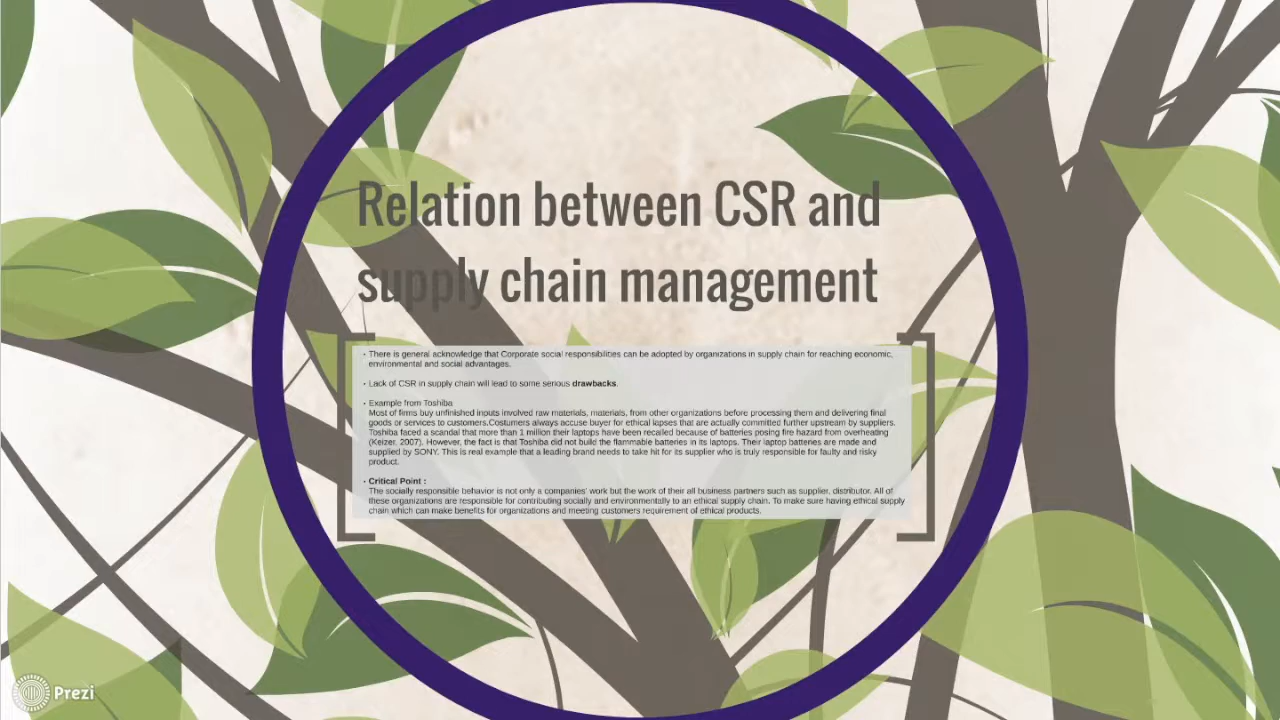 Relation between CSR and
supply chain management
• There is general acknowledge that Corporate social responsibilities can be adopted by organizations in supply chain for reaching economic,
environmental and social advantages.
• Lack of CSR in supply chain will lead to some serious drawbacks.
• Example from Toshiba
Most of firms buy unfinished inputs involved raw materials, materials, from other organizations before processing them and delivering final
goods or services to customers.Costumers always accuse buyer for ethical lapses that are actually committed further upstream by suppliers.
Toshiba faced a scandal that more than 1 million their laptops have been recalled because of batteries posing fire hazard from overheating
(Keizer, 2007). However, the fact is that Toshiba did not build the flammable batteries in its laptops. Their laptop batteries are made and
supplied by SONY. This is real example that a leading brand needs to take hit for its supplier who is truly responsible for faulty and risky
product.
• Critical Point :
The socially responsible behavior is not only a companies' work but the work of their all business partners such as supplier, distributor. All of
these organizations are responsible for contributing socially and environmentally to an ethical supply chain. To make sure having ethical supply
chain which can make benefits for organizations and meeting customers requirement of ethical products.
Prezi